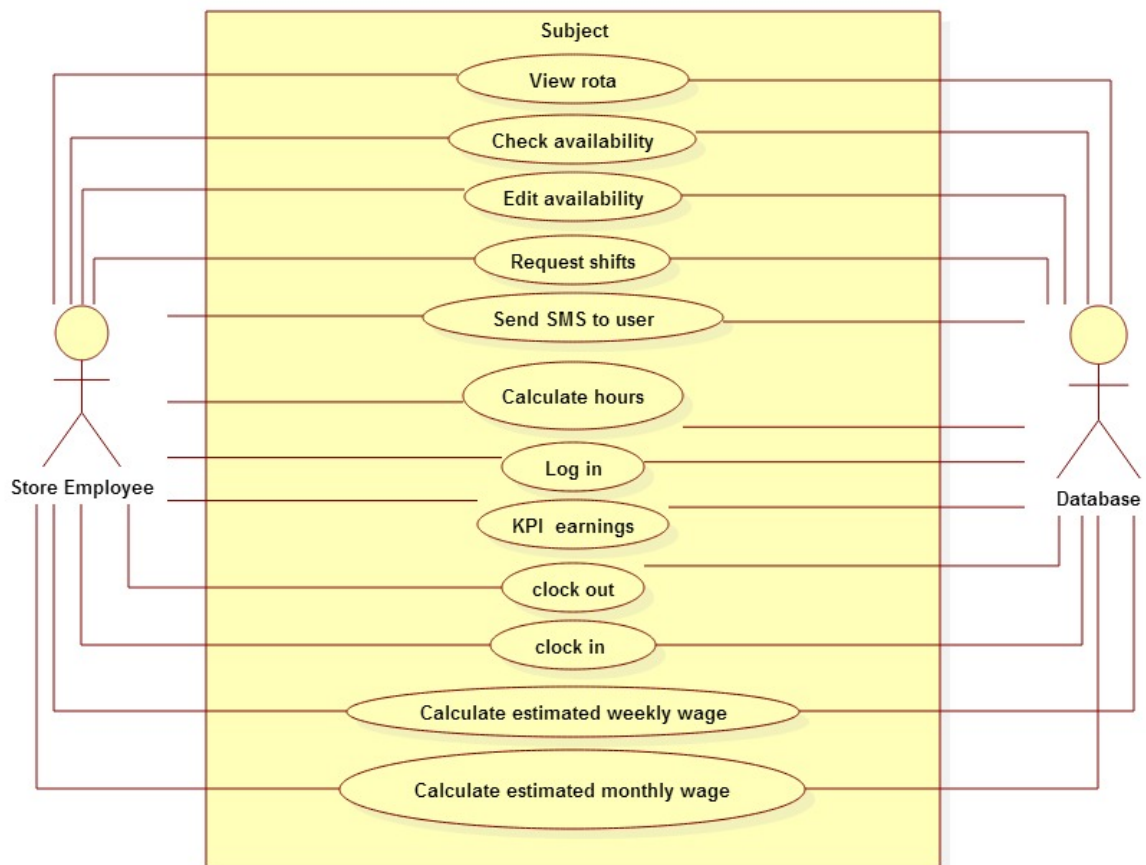 Subject
View rota
Check availability
Edit availability
Request shifts
Send SMS to user
Calculate hours
Log in
Store Employee
Database
KPI  earnings
clock out
clock in
Calculate estimated weekly wage
Calculate estimated monthly wage